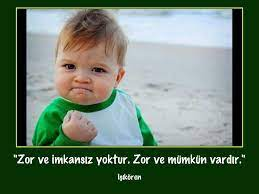 "Zor ve imkansız yoktur. Zor ve mümkün vardır."
Işıkören